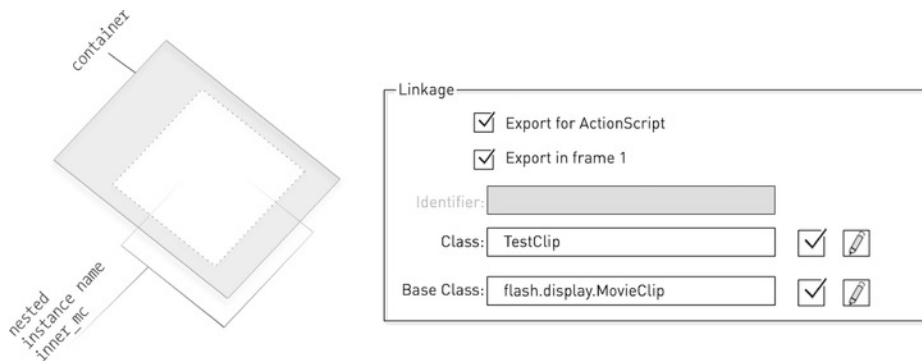 container
nested
instance name
inner_mc
Linkage
Export for ActionScript
Export in frame 1
Identifier:
Class: TestClip
Base Class: flash.display.MovieClip